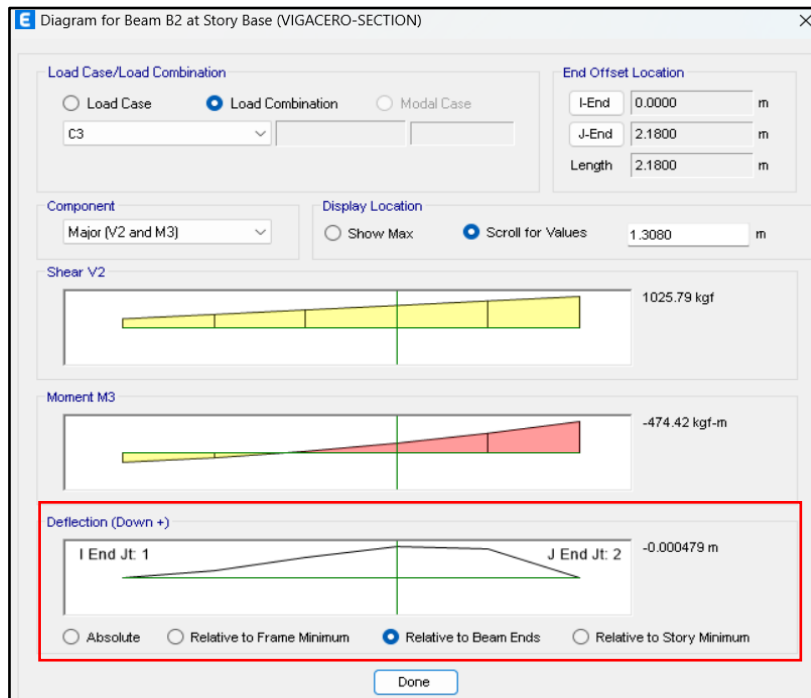 E Diagram for Beam B2 at Story Base (VIGACERO-SECTION)
Load Case/Load Combination
Load Case Load Combination Modal Case
C3
End Offset Location
I-End 0.0000 m
J-End 2.1800 m
Length 2.1800 m
Component
Major (V2 and M3)
Display Location
Show Max Scroll for Values 1.3080 m
Shear V2
1025.79 kgf
Moment M3
-474.42 kgf-m
Deflection (Down +)
I End Jt: 1 J End Jt: 2 -0.000479 m
Absolute Relative to Frame Minimum Relative to Beam Ends Relative to Story Minimum
Done